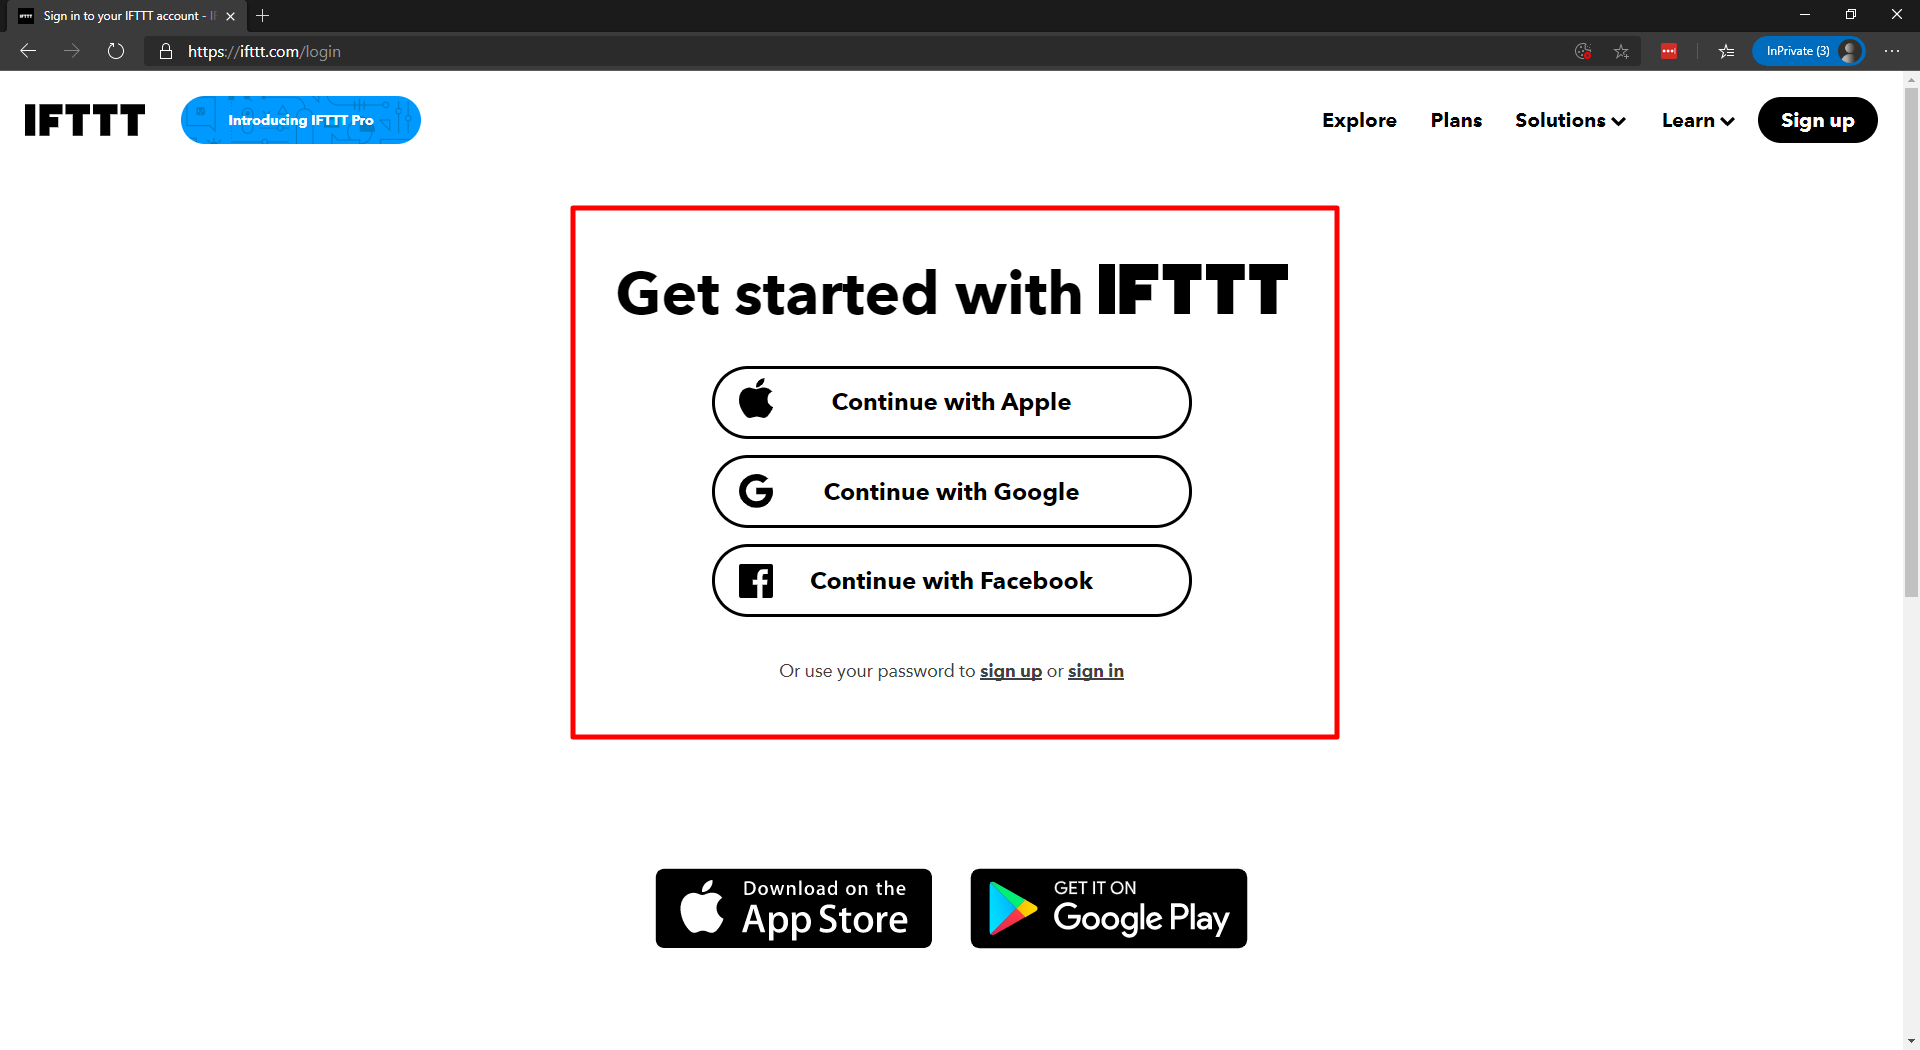 Sign in to your IFTTT account - IF
https://ifttt.com/login
InPrivate (3)
IFTTT
Introducing IFTTT Pro
Explore
Plans
Solutions
Learn
Sign up
Get started with IFTTT
Continue with Apple
Continue with Google
Continue with Facebook
Or use your password to sign up or sign in
Download on the
App Store
GET IT ON
Google Play